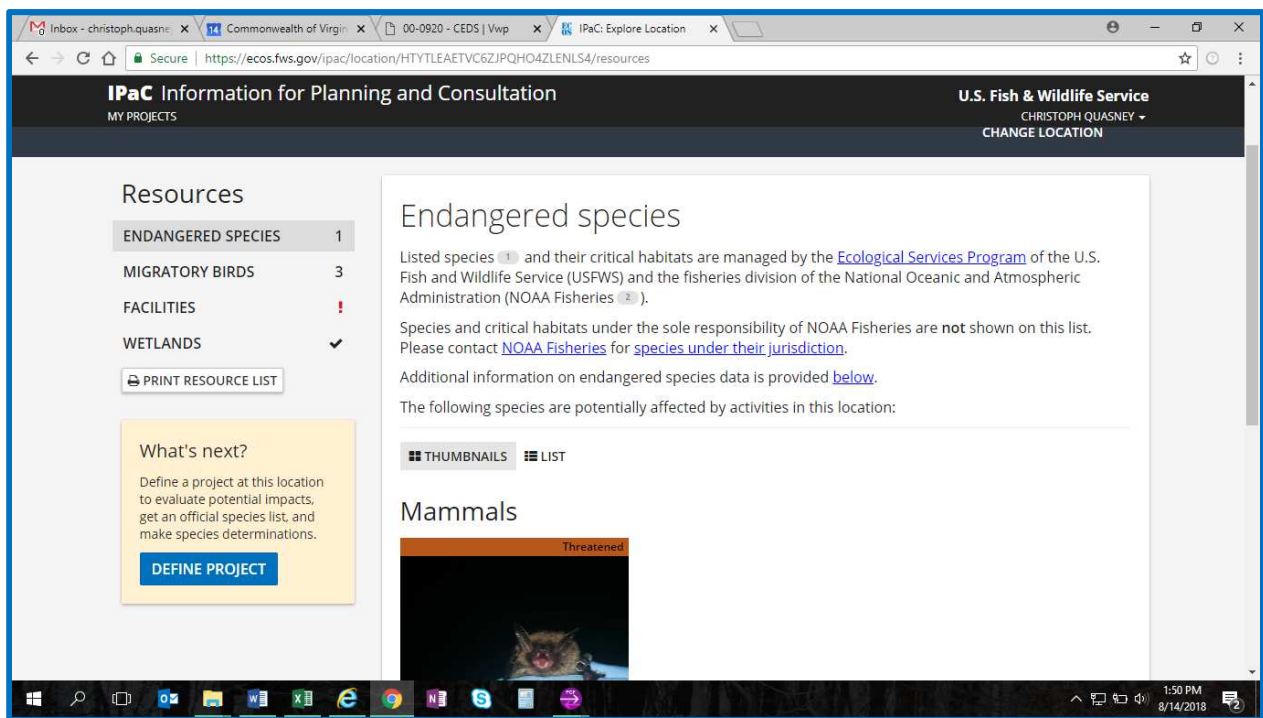 Inbox - christoph.quasne
14 Commonwealth of Virgin
00-0920 - CEDS | Vwp
IPaC: Explore Location
Secure | https://ecos.fws.gov/ipac/location/HTYTLEAETVC6ZJPQHO4ZLENLS4/resources
IPaC Information for Planning and Consultation
MY PROJECTS
U.S. Fish & Wildlife Service
CHRISTOPH QUASNEY
CHANGE LOCATION
Resources
ENDANGERED SPECIES 1
MIGRATORY BIRDS 3
FACILITIES !
WETLANDS
PRINT RESOURCE LIST
What's next?
Define a project at this location
to evaluate potential impacts,
get an official species list, and
make species determinations.
DEFINE PROJECT
Endangered species
Listed species 1 and their critical habitats are managed by the Ecological Services Program of the U.S.
Fish and Wildlife Service (USFWS) and the fisheries division of the National Oceanic and Atmospheric
Administration (NOAA Fisheries 2 ).
Species and critical habitats under the sole responsibility of NOAA Fisheries are not shown on this list.
Please contact NOAA Fisheries for species under their jurisdiction.
Additional information on endangered species data is provided below.
The following species are potentially affected by activities in this location:
THUMBNAILS LIST
Mammals
Threatened
1:50 PM
8/14/2018
2